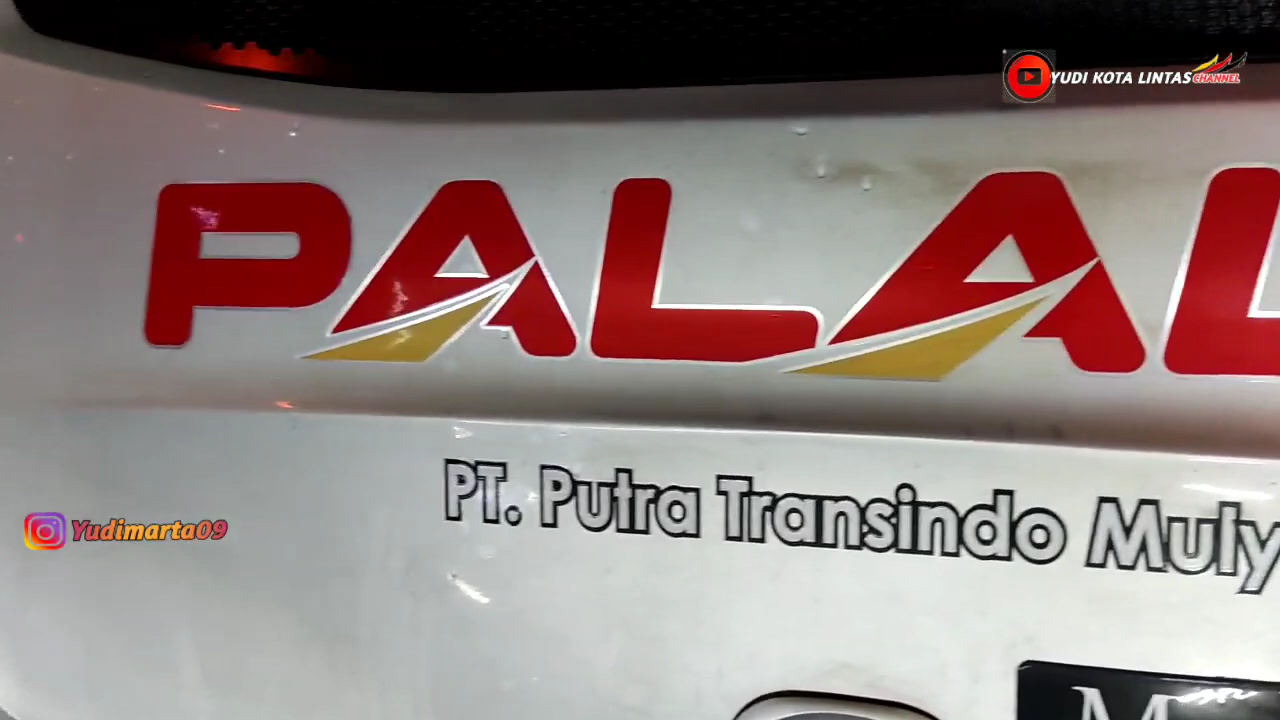 YUDI KOTA LINTAS CHANNEL
PALAL
PT. Putra Transindo Muly
Yudimarta09
M